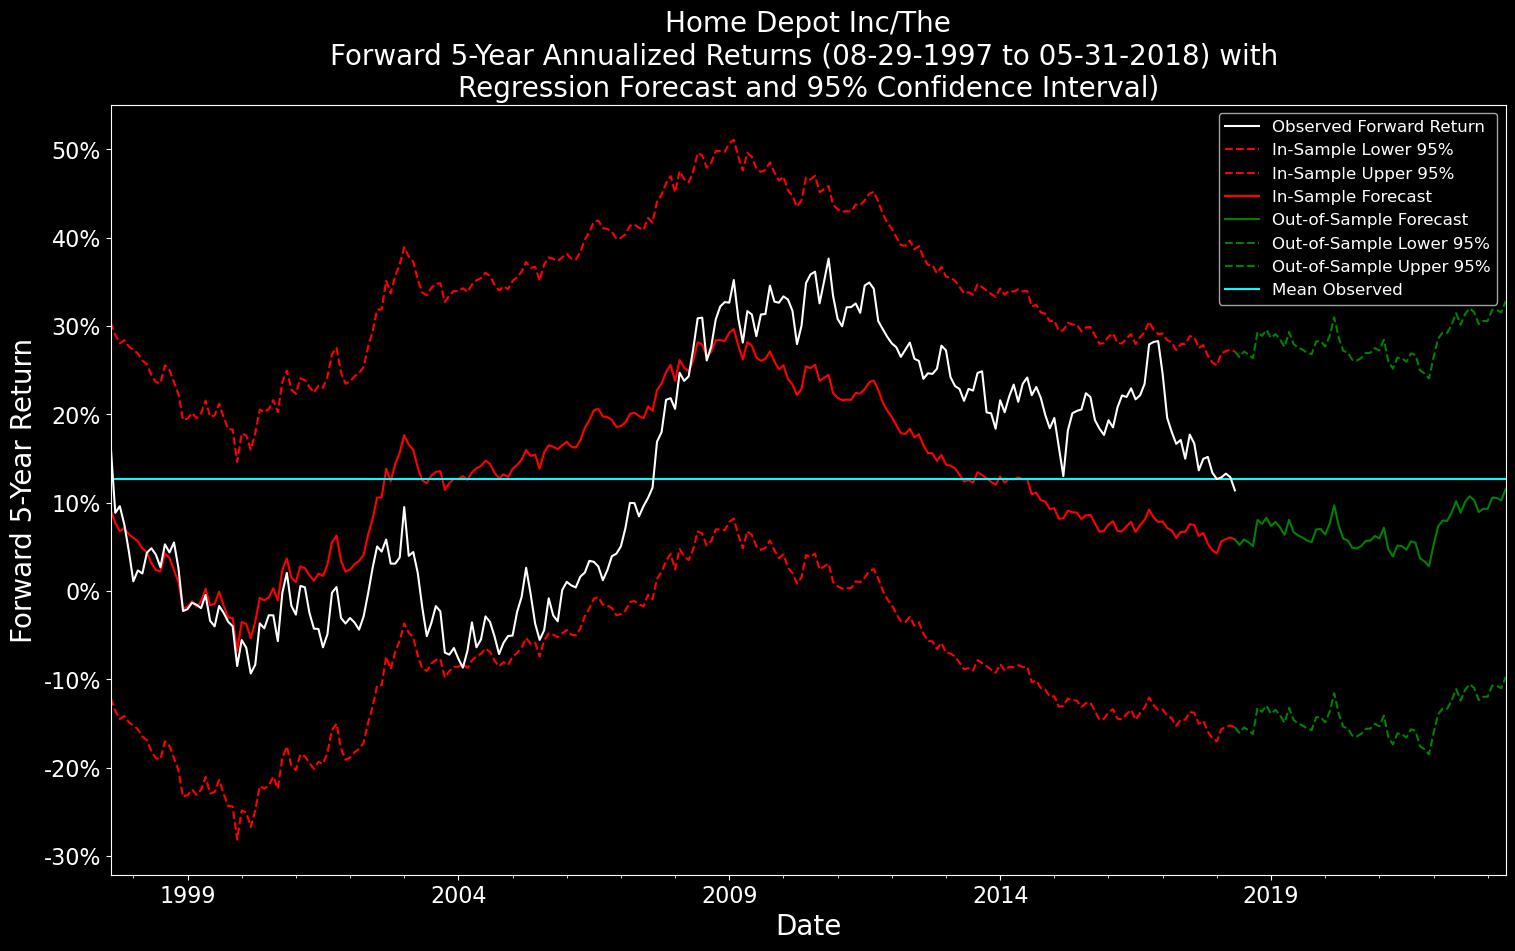 Home Depot Inc/The
Forward 5-Year Annualized Returns (08-29-1997 to 05-31-2018) with
Regression Forecast and 95% Confidence Interval)
Observed Forward Return
In-Sample Lower 95%
In-Sample Upper 95%
In-Sample Forecast
Out-of-Sample Forecast
Out-of-Sample Lower 95%
Out-of-Sample Upper 95%
Mean Observed
Forward 5-Year Return
50%
40%
30%
20%
10%
0%
-10%
-20%
-30%
1999 2004 2009 2014 2019
Date